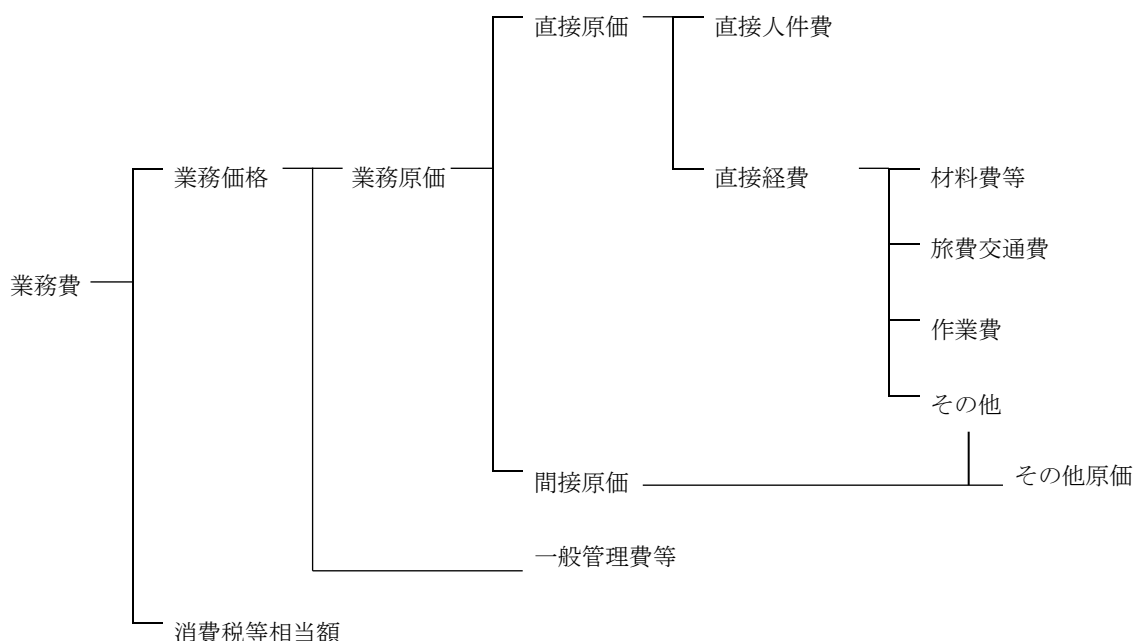 直接原価
直接人件費
業務価格
業務原価
直接経費
材料費等
旅費交通費
業務費
作業費
その他
間接原価
その他原価
一般管理費等
消費税等相当額